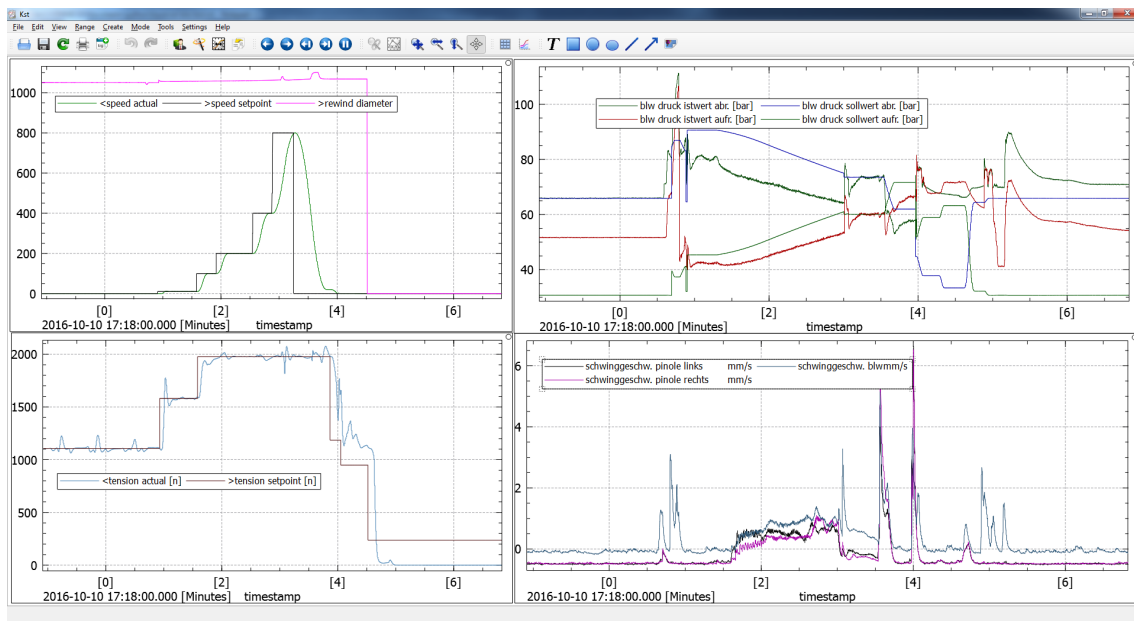 Kst
File Edit View Range Create Mode Tools Settings Help
T
<speed actual >speed setpoint >rewind diameter
1000
800
600
400
200
0
[0] [2] [4] [6]
2016-10-10 17:18:00.000 [Minutes] timestamp
blw druck istwert abr. [bar] blw druck sollwert abr. [bar]
blw druck istwert aufr. [bar] blw druck sollwert aufr. [bar]
100
80
60
40
[0] [2] [4] [6]
2016-10-10 17:18:00.000 [Minutes] timestamp
2000
1500
1000
<tension actual [n] >tension setpoint [n]
500
0
[0] [2] [4] [6]
2016-10-10 17:18:00.000 [Minutes] timestamp
6
schwinggeschw. pinole links mm/s schwinggeschw. blwmm/s
schwinggeschw. pinole rechts mm/s
4
2
0
[0] [2] [4] [6]
2016-10-10 17:18:00.000 [Minutes] timestamp